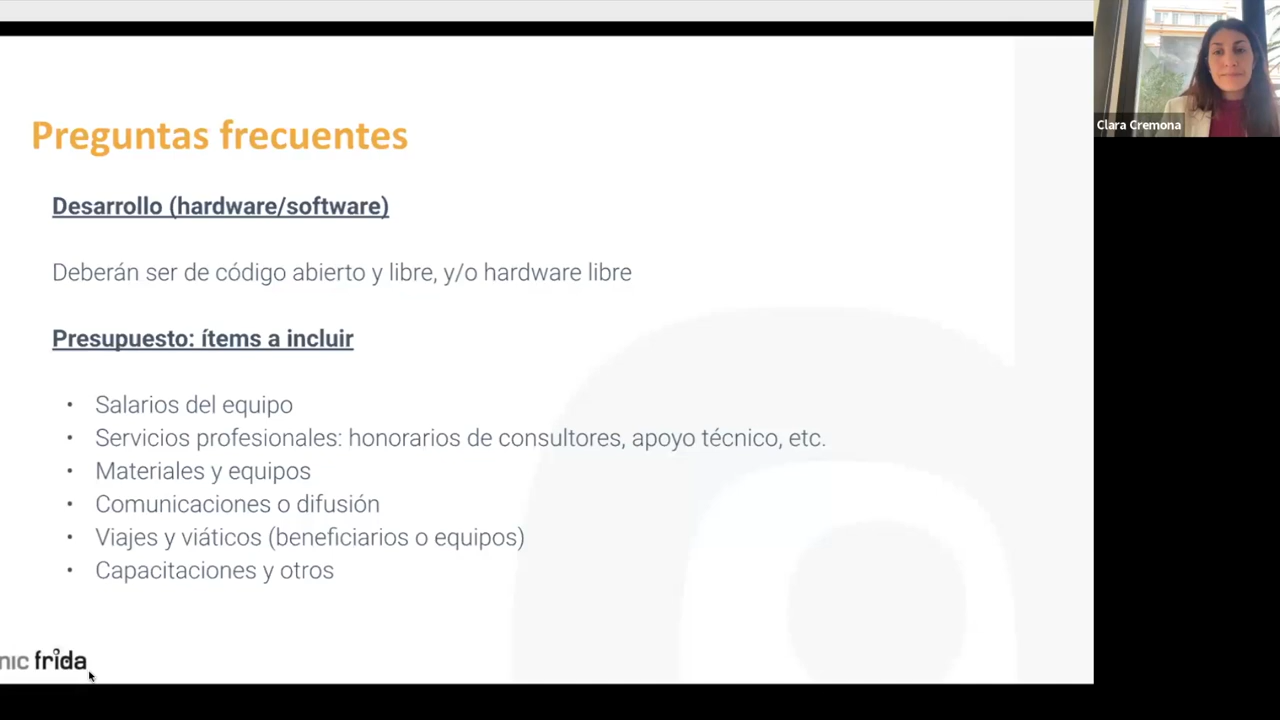 Preguntas frecuentes
Desarrollo (hardware/software)
Deberán ser de código abierto y libre, y/o hardware libre
Presupuesto: ítems a incluir
• Salarios del equipo
• Servicios profesionales: honorarios de consultores, apoyo técnico, etc.
• Materiales y equipos
• Comunicaciones o difusión
• Viajes y viáticos (beneficiarios o equipos)
• Capacitaciones y otros
nic frida
Clara Cremona